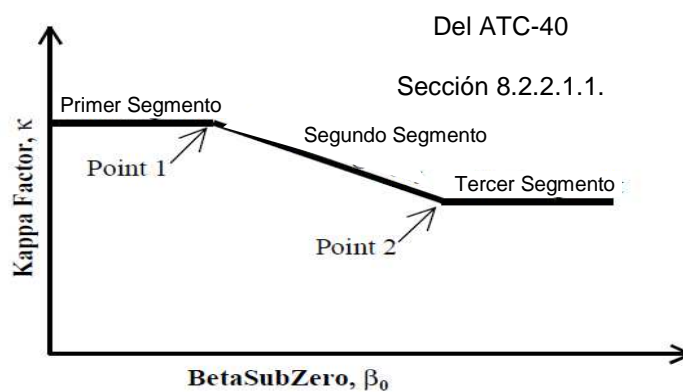 Del ATC-40
Sección 8.2.2.1.1.
Primer Segmento
Segundo Segmento
Point 1
Tercer Segmento
Point 2
Kappa Factor, κ
BetaSubZero, β₀